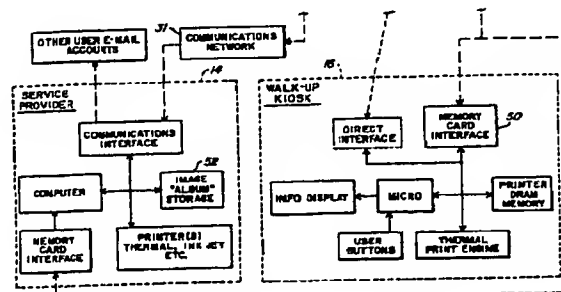 OTHER USER E-MAIL
ACCOUNTS
31
COMMUNICATIONS
NETWORK
14
SERVICE
PROVIDER
COMMUNICATIONS
INTERFACE
COMPUTER
52
IMAGE
"ALBUM"
STORAGE
MEMORY
CARD
INTERFACE
PRINTER(S)
THERMAL, INK JET
ETC.
16
WALK-UP
KIOSK
DIRECT
INTERFACE
MEMORY
CARD
INTERFACE
50
INFO DISPLAY
MICRO
PRINTER
DRAM
MEMORY
USER
BUTTONS
THERMAL
PRINT ENGINE